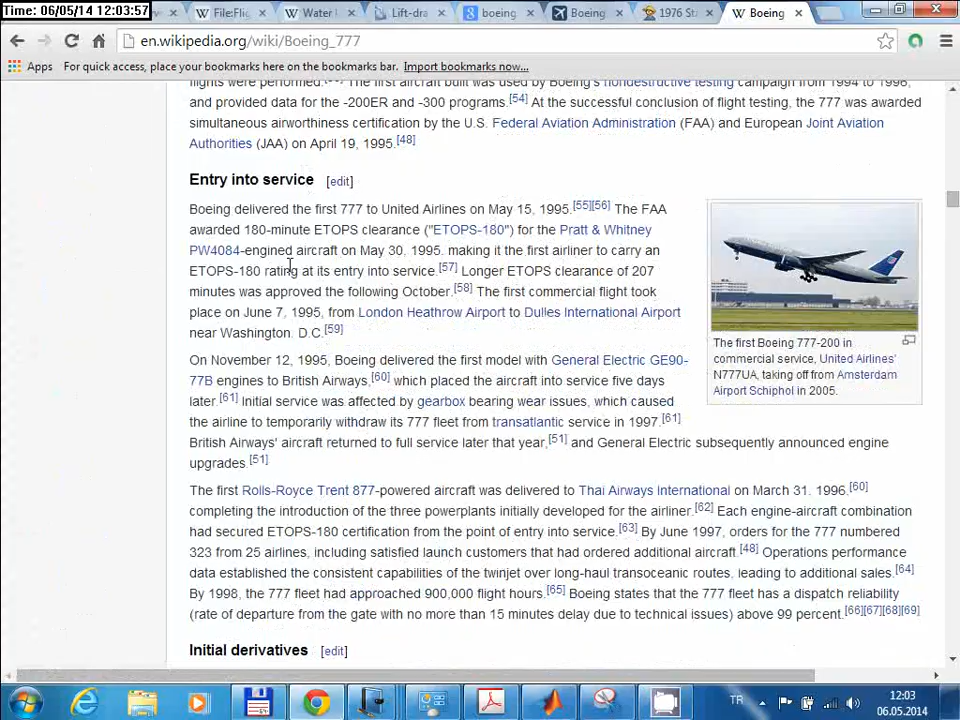 Time: 06/05/14 12:03:57
File:Fli
Water
Lift-dra
boeing
Boeing
1976 St
Boeing
en.wikipedia.org/wiki/Boeing_777
Apps For quick access, place your bookmarks here on the bookmarks bar. Import bookmarks now...
flights were performed. The first aircraft built was used by Boeing's nondestructive testing campaign from 1994 to 1996,
and provided data for the -200ER and -300 programs.[54] At the successful conclusion of flight testing, the 777 was awarded
simultaneous airworthiness certification by the U.S. Federal Aviation Administration (FAA) and European Joint Aviation
Authorities (JAA) on April 19, 1995.[48]
Entry into service [edit]
Boeing delivered the first 777 to United Airlines on May 15, 1995.[55][56] The FAA
awarded 180-minute ETOPS clearance ("ETOPS-180") for the Pratt & Whitney
PW4084-engined aircraft on May 30, 1995, making it the first airliner to carry an
ETOPS-180 rating at its entry into service.[57] Longer ETOPS clearance of 207
minutes was approved the following October.[58] The first commercial flight took
place on June 7, 1995, from London Heathrow Airport to Dulles International Airport
near Washington, D.C.[59]
The first Boeing 777-200 in
commercial service, United Airlines'
N777UA, taking off from Amsterdam
Airport Schiphol in 2005.
On November 12, 1995, Boeing delivered the first model with General Electric GE90-
77B engines to British Airways,[60] which placed the aircraft into service five days
later.[61] Initial service was affected by gearbox bearing wear issues, which caused
the airline to temporarily withdraw its 777 fleet from transatlantic service in 1997.[61]
British Airways' aircraft returned to full service later that year,[51] and General Electric subsequently announced engine
upgrades.[51]
The first Rolls-Royce Trent 877-powered aircraft was delivered to Thai Airways International on March 31, 1996,[60]
completing the introduction of the three powerplants initially developed for the airliner.[62] Each engine-aircraft combination
had secured ETOPS-180 certification from the point of entry into service.[63] By June 1997, orders for the 777 numbered
323 from 25 airlines, including satisfied launch customers that had ordered additional aircraft.[48] Operations performance
data established the consistent capabilities of the twinjet over long-haul transoceanic routes, leading to additional sales.[64]
By 1998, the 777 fleet had approached 900,000 flight hours.[65] Boeing states that the 777 fleet has a dispatch reliability
(rate of departure from the gate with no more than 15 minutes delay due to technical issues) above 99 percent.[66][67][68][69]
Initial derivatives [edit]
TR
12:03
06.05.2014